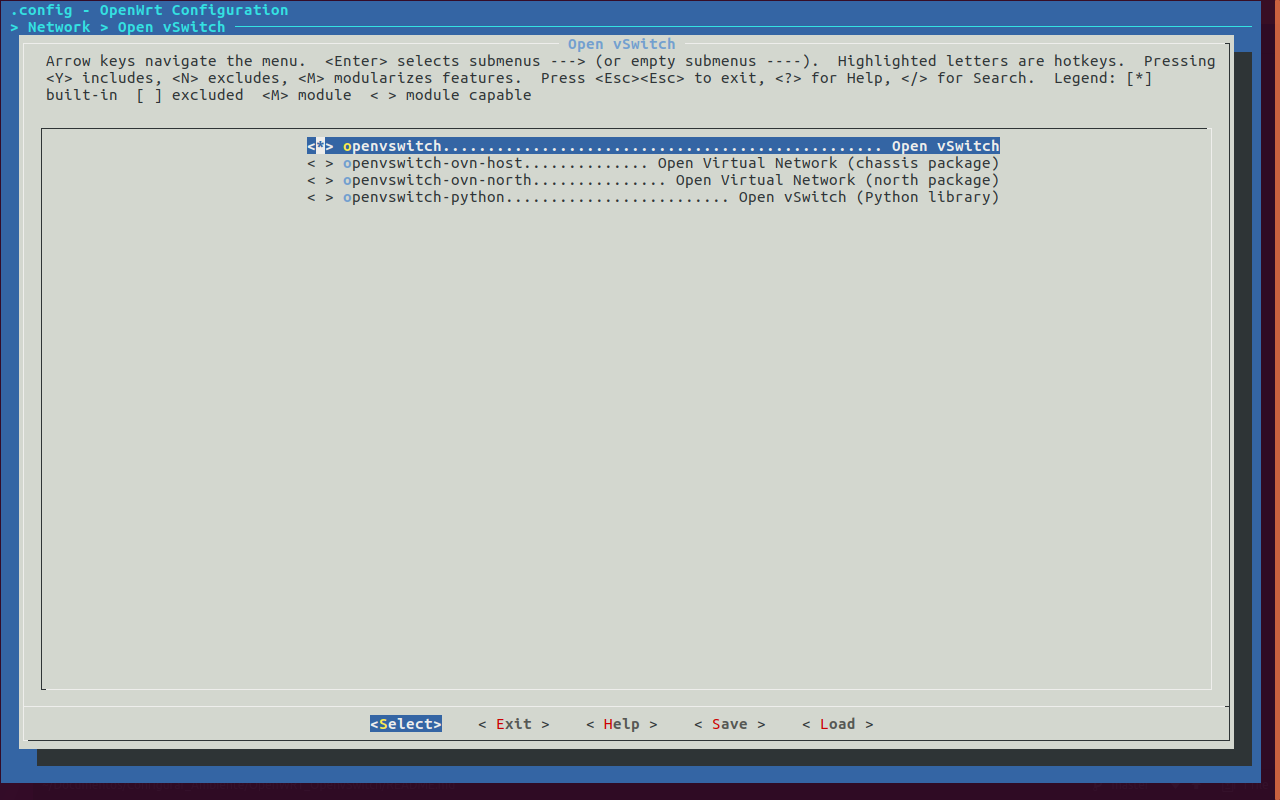 .config - OpenWrt Configuration
> Network > Open vSwitch
Open vSwitch
Arrow keys navigate the menu.  <Enter> selects submenus ---> (or empty submenus ----).  Highlighted letters are hotkeys.  Pressing
<Y> includes, <N> excludes, <M> modularizes features.  Press <Esc><Esc> to exit, <?> for Help, </> for Search.  Legend: [*]
built-in  [ ] excluded  <M> module  < > module capable
<*> openvswitch................................................. Open vSwitch
< > openvswitch-ovn-host.............. Open Virtual Network (chassis package)
< > openvswitch-ovn-north............... Open Virtual Network (north package)
< > openvswitch-python......................... Open vSwitch (Python library)
<Select>    < Exit >    < Help >    < Save >    < Load >